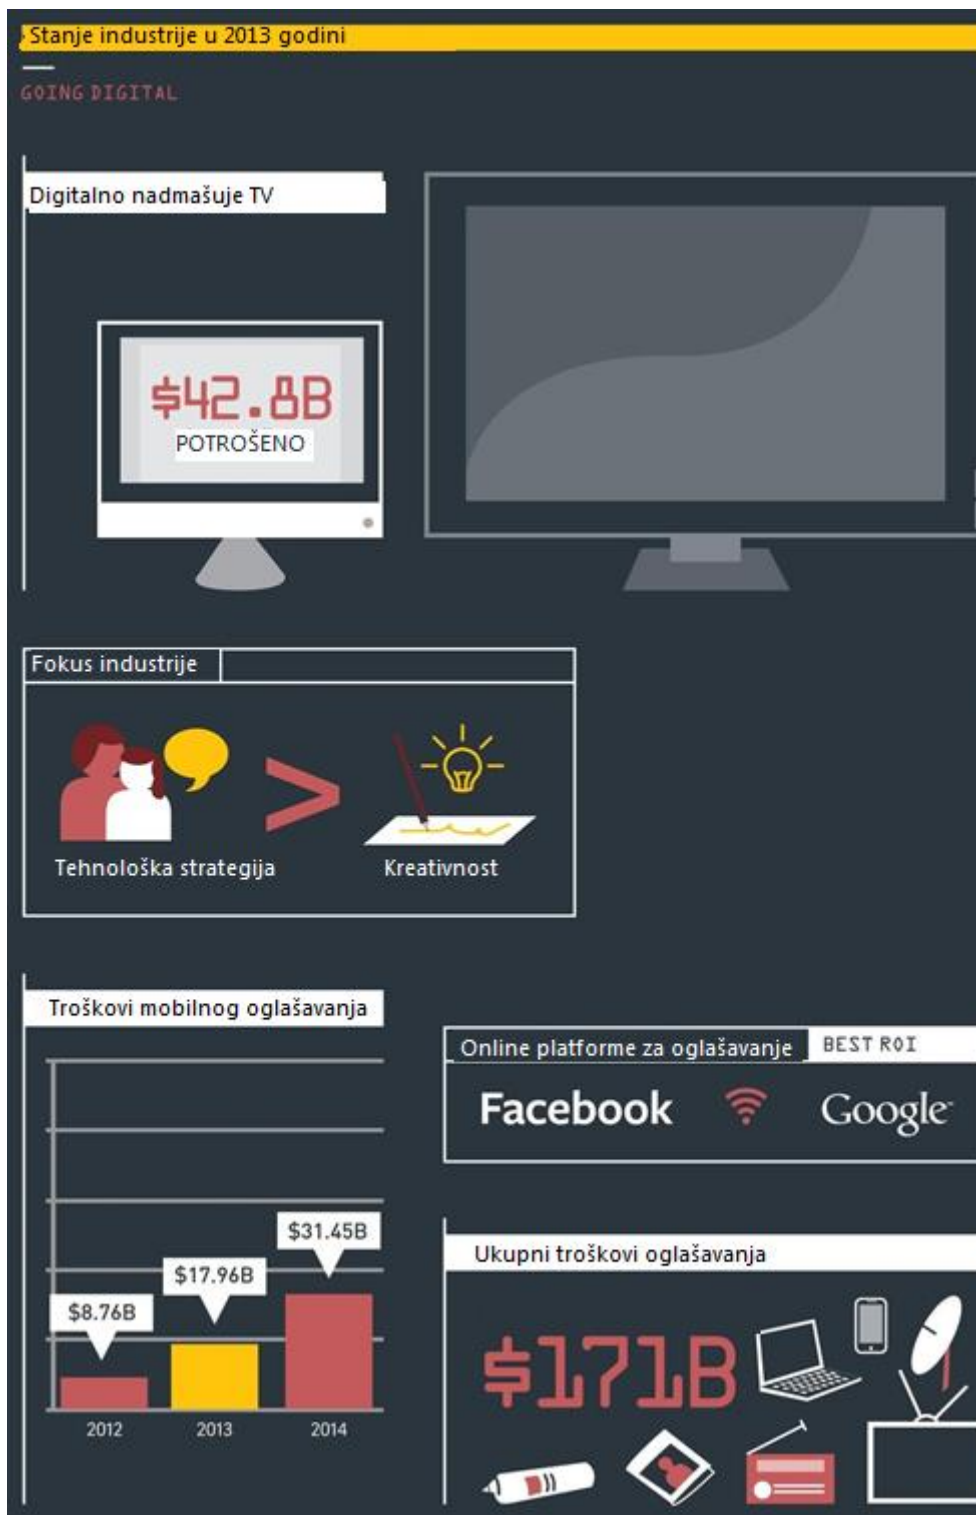 Stanje industrije u 2013 godini
GOING DIGITAL
Digitalno nadmašuje TV
$42.8B
POTROŠENO
Fokus industrije
>
Tehnološka strategija
Kreativnost
Troškovi mobilnog oglašavanja
$8.76B
$17.96B
$31.45B
2012
2013
2014
Online platforme za oglašavanje
BEST ROI
Facebook
Google
Ukupni troškovi oglašavanja
$171B